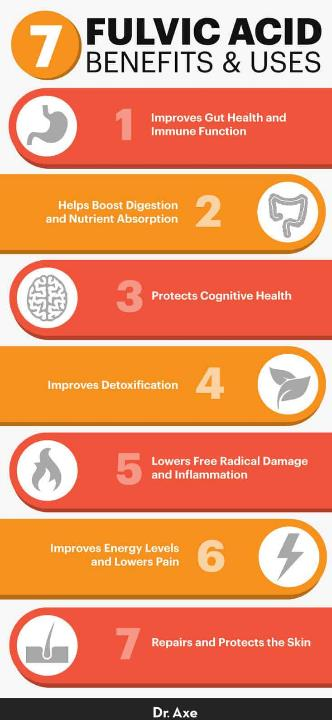 7 FULVIC ACID
BENEFITS & USES
1 Improves Gut Health and
Immune Function
Helps Boost Digestion
and Nutrient Absorption 2
3 Protects Cognitive Health
Improves Detoxification 4
5 Lowers Free Radical Damage
and Inflammation
Improves Energy Levels
and Lowers Pain 6
7 Repairs and Protects the Skin
Dr. Axe